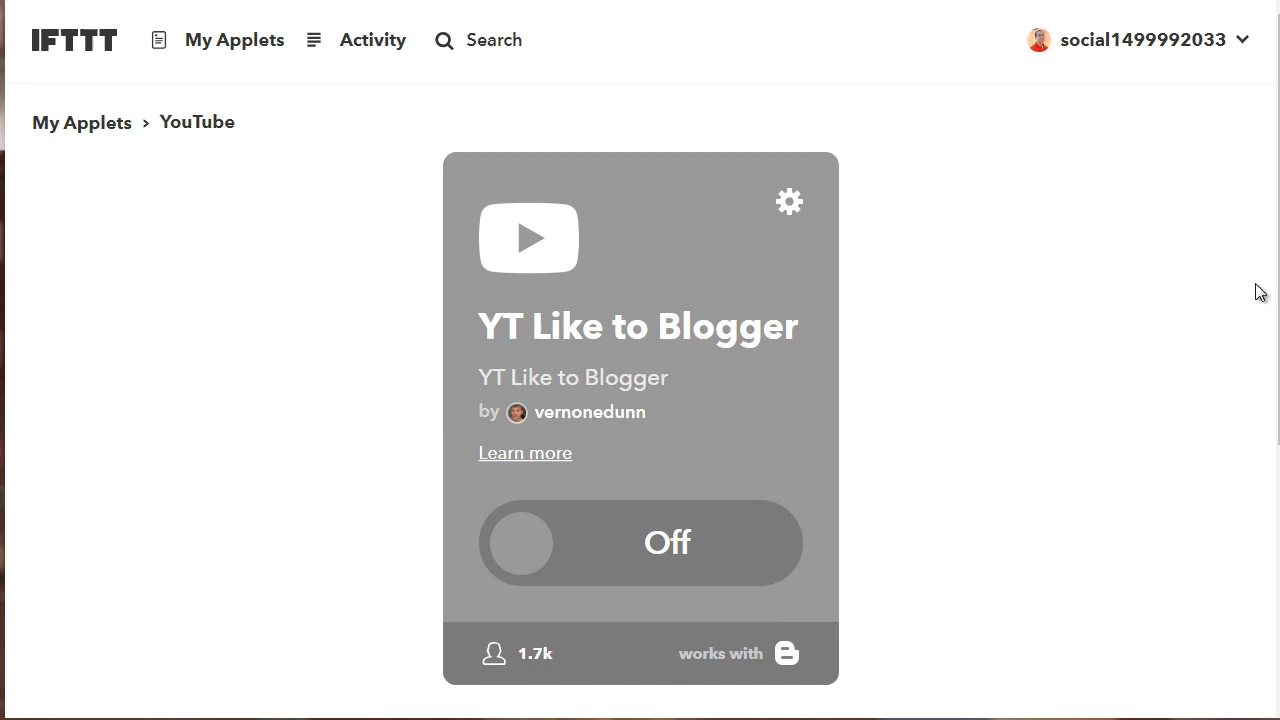 IFTTT My Applets Activity Search social1499992033
My Applets › YouTube
YT Like to Blogger
YT Like to Blogger
by vernonedunn
Learn more
Off
1.7k works with